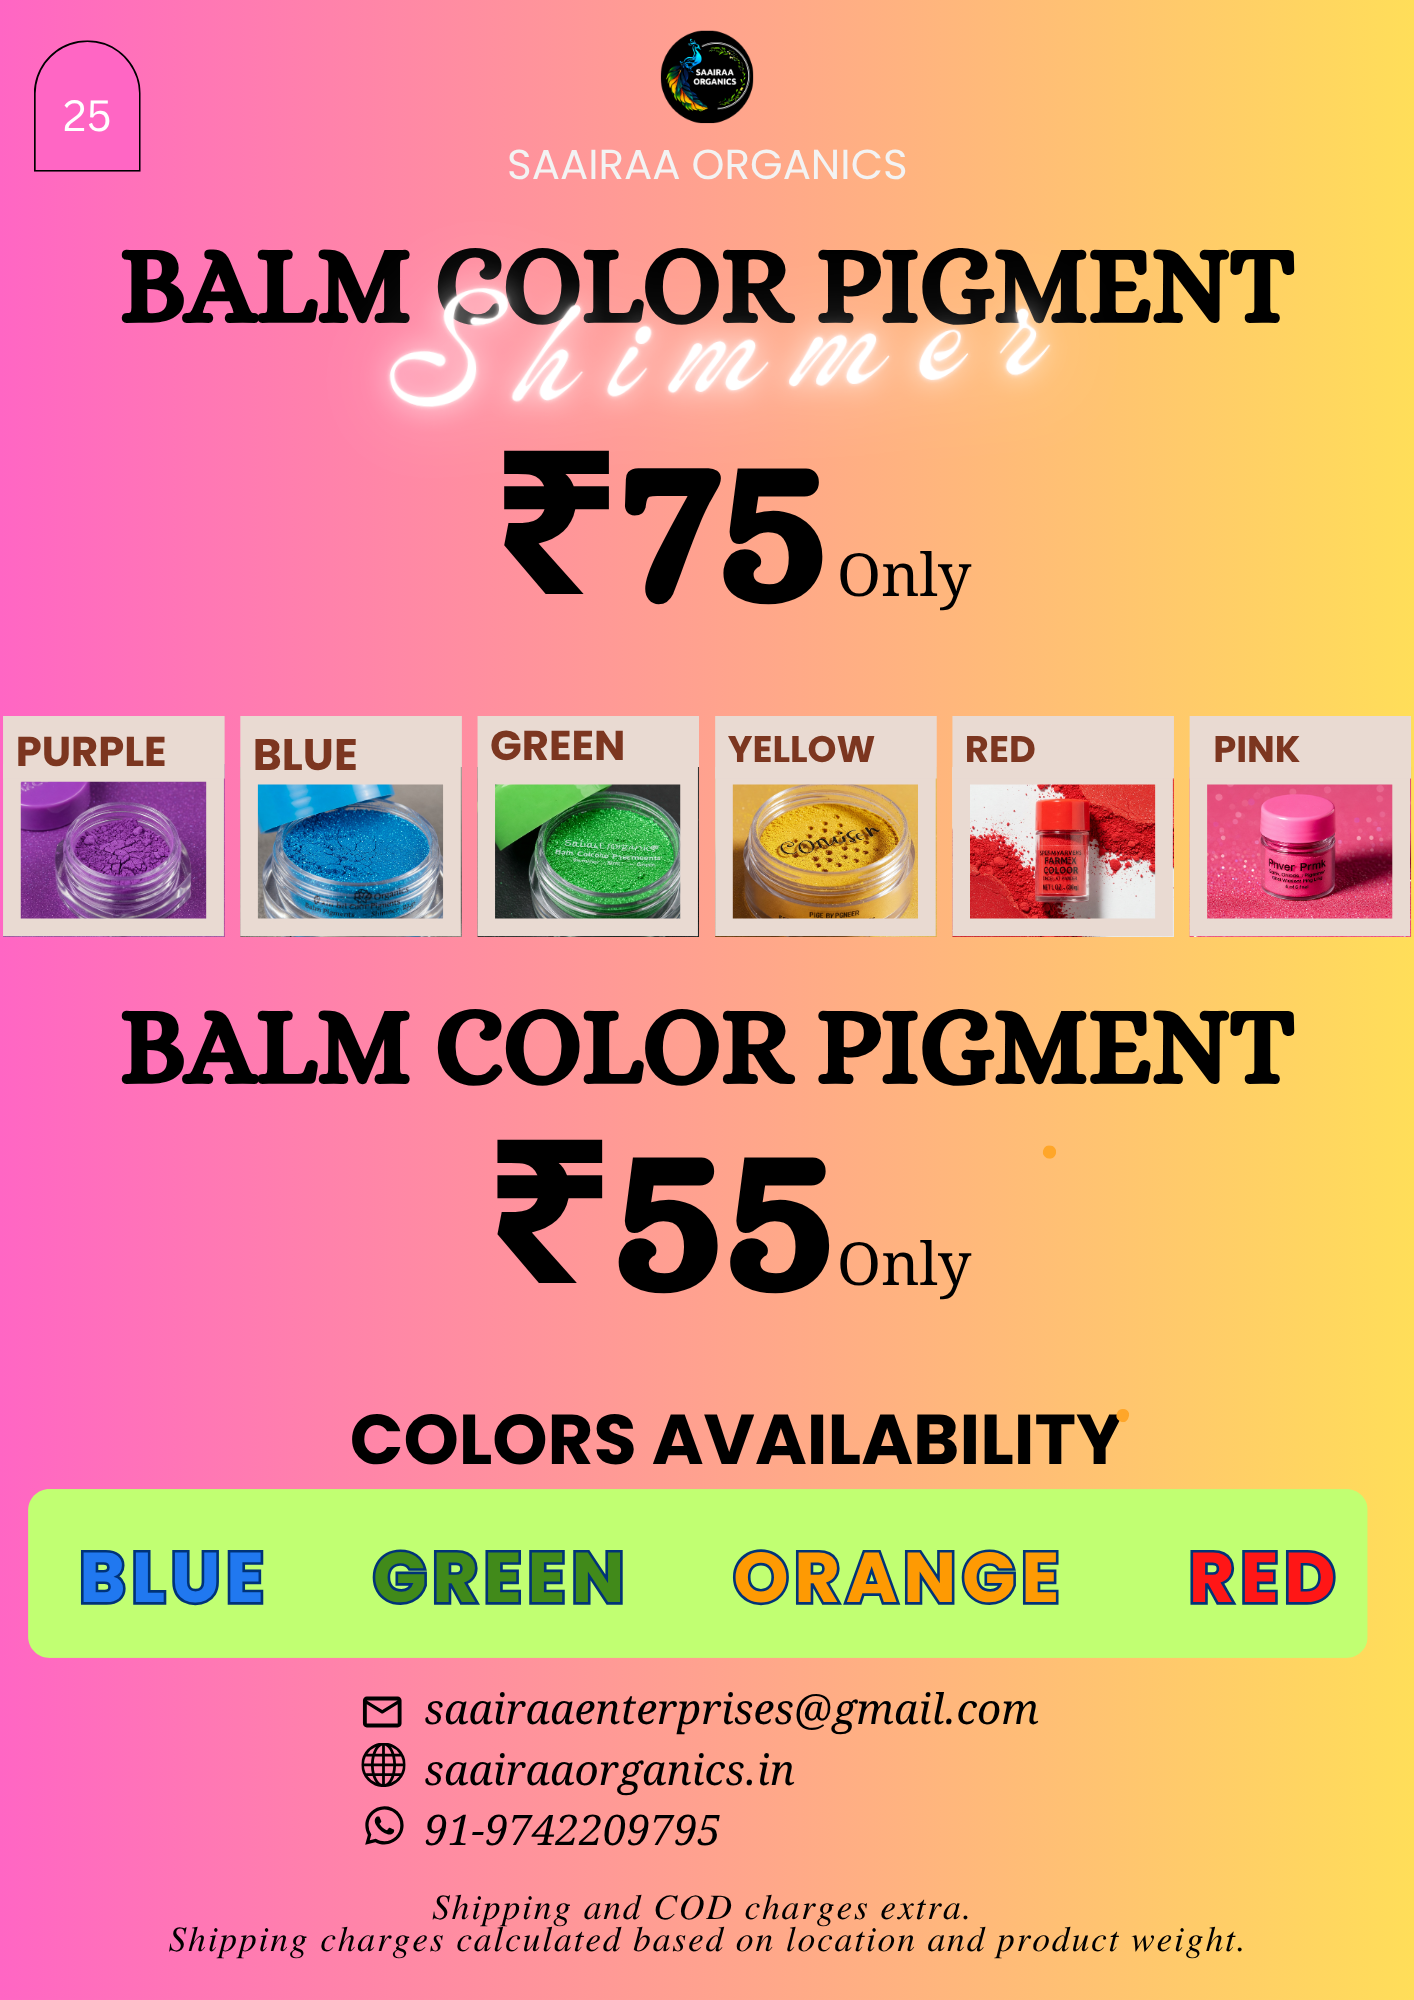 25
SAAIRAA
ORGANICS
SAAIRAA ORGANICS
BALM COLOR PIGMENT
Shimmer
₹75 Only
PURPLE
BLUE
GREEN
YELLOW
RED
PINK
FARMEX
COLOOR
BALM COLOR PIGMENT
₹55 Only
COLORS AVAILABILITY
BLUE GREEN ORANGE RED
saairaaenterprises@gmail.com
saairaaorganics.in
91-9742209795
Shipping and COD charges extra.
Shipping charges calculated based on location and product weight.